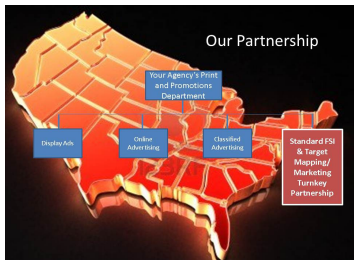 Our Partnership
Your Agency's Print
and Promotions
Department
Display Ads
Online
Advertising
Classified
Advertising
Standard FSI
& Target
Mapping/
Marketing
Turnkey
Partnership